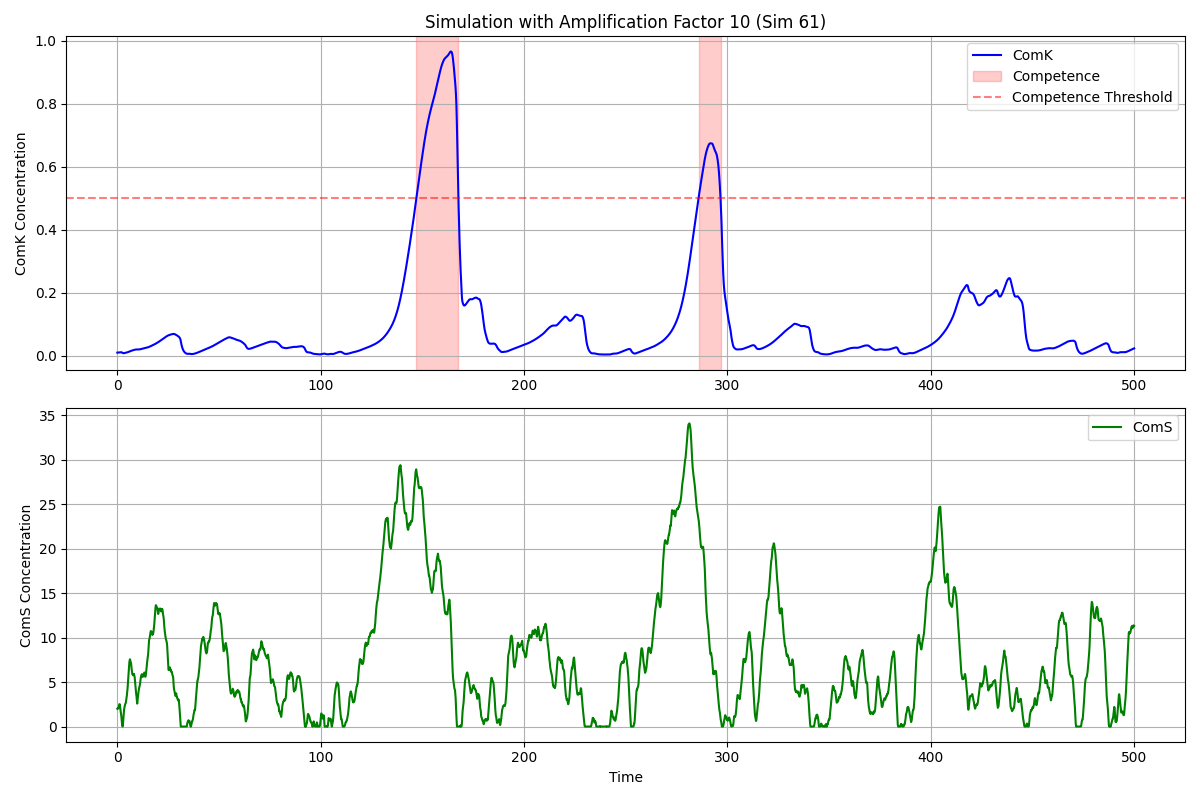 Simulation with Amplification Factor 10 (Sim 61)
ComK Concentration
1.0
0.8
0.6
0.4
0.2
0.0
ComK
Competence
Competence Threshold
0 100 200 300 400 500
ComS Concentration
35
30
25
20
15
10
5
0
ComS
0 100 200 300 400 500
Time